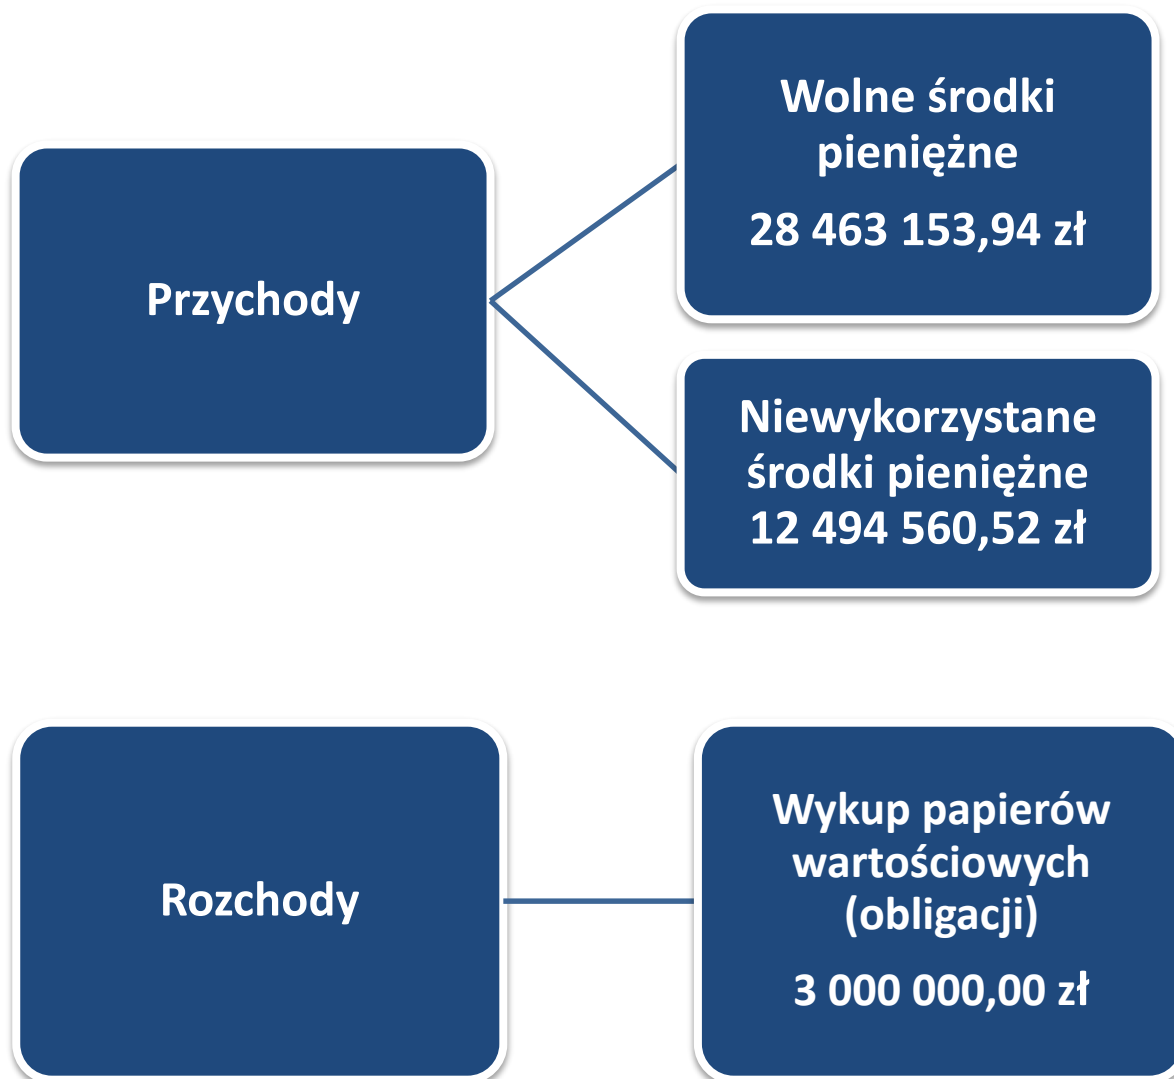 Przychody
Wolne środki
pieniężne
28 463 153,94 zł
Niewykorzystane
środki pieniężne
12 494 560,52 zł
Rozchody
Wykup papierów
wartościowych
(obligacji)
3 000 000,00 zł